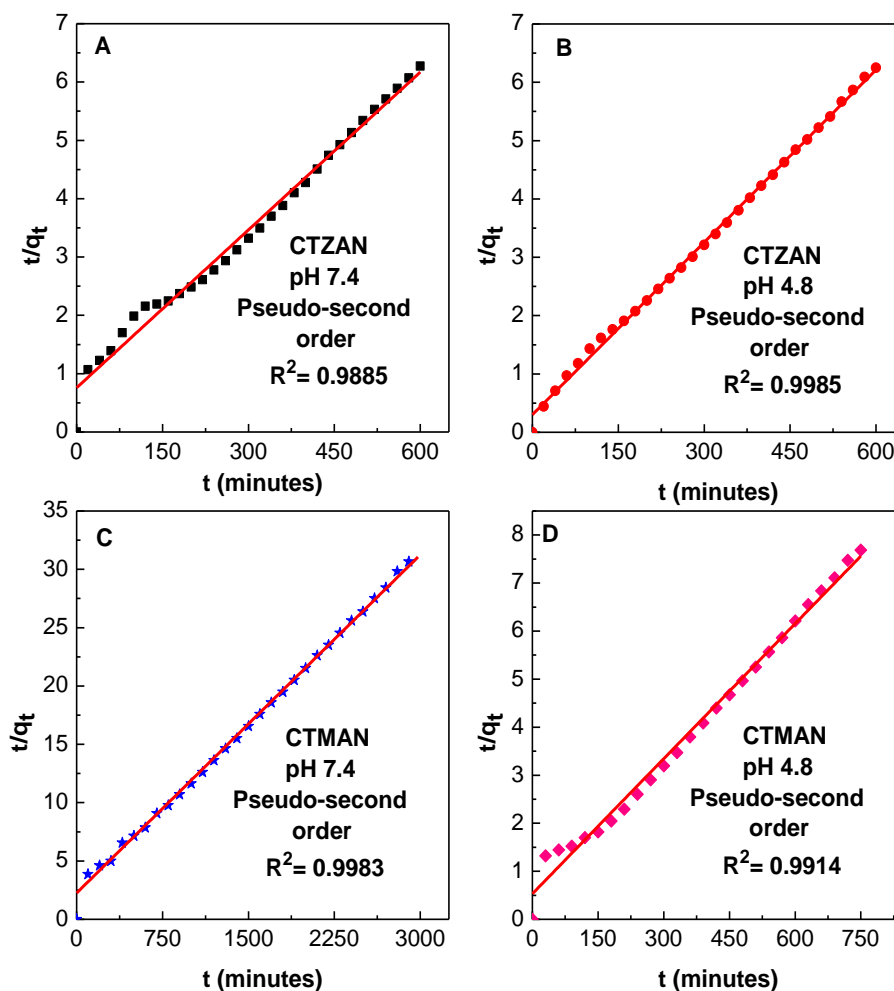 A
7
6
5
4
3
2
1
0
t/qt
CTZAN
pH 7.4
Pseudo-second
order
R²= 0.9885
0 150 300 450 600
t (minutes)
B
7
6
5
4
3
2
1
0
t/qt
CTZAN
pH 4.8
Pseudo-second
order
R²= 0.9985
0 150 300 450 600
t (minutes)
C
35
30
25
20
15
10
5
0
t/qt
CTMAN
pH 7.4
Pseudo-second
order
R²= 0.9983
0 750 1500 2250 3000
t (minutes)
D
8
7
6
5
4
3
2
1
0
t/qt
CTMAN
pH 4.8
Pseudo-second
order
R²= 0.9914
0 150 300 450 600 750
t (minutes)